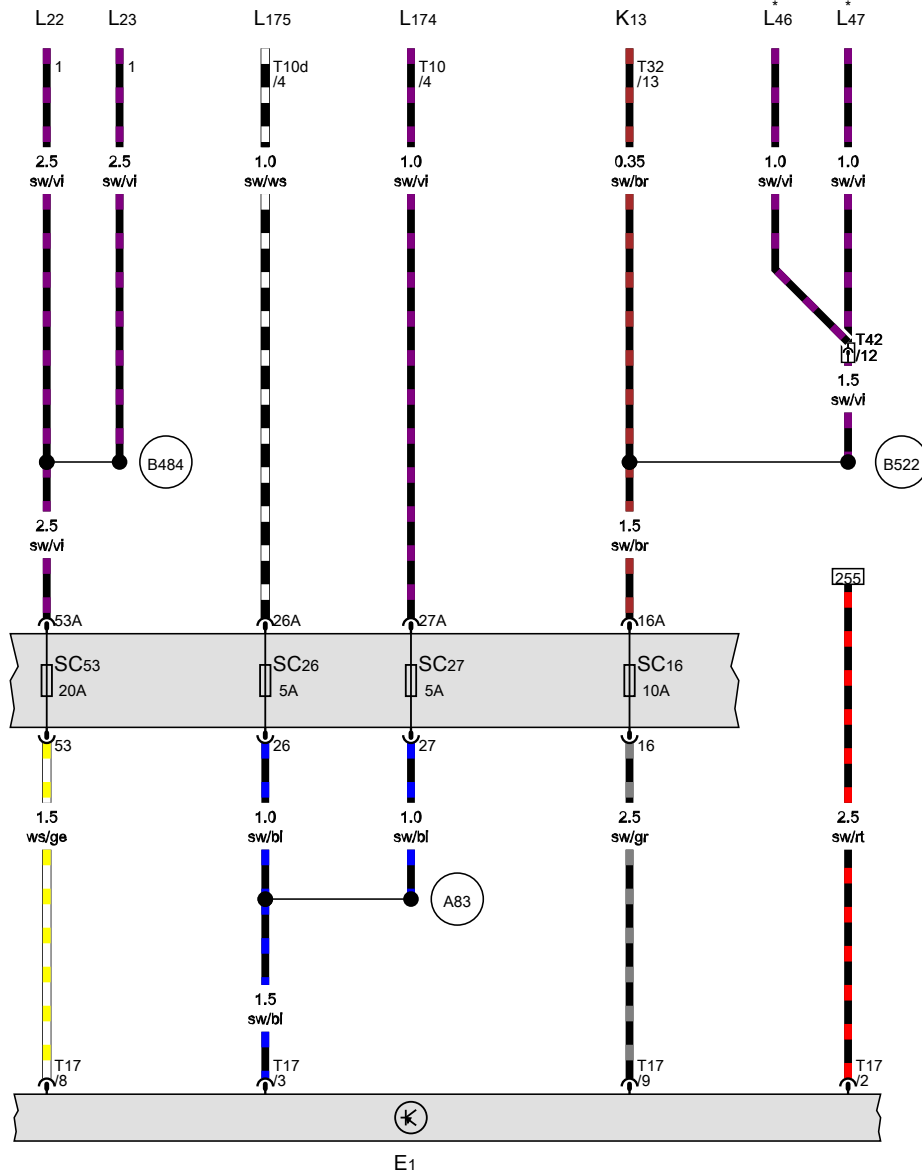 L22 L23 L175 L174 K13 L*46 L*47
1 1 T10d T10 T32
/4 /4 /13
2.5 2.5 1.0 1.0 0.35 1.0 1.0
sw/vi sw/vi sw/ws sw/vi sw/br sw/vi sw/vi
T42
/12
1.5
sw/vi
B484 B522
2.5 1.5
sw/vi sw/br
255
53A 26A 27A 16A
SC53 SC26 SC27 SC16
20A 5A 5A 10A
53 26 27 16
1.5 1.0 1.0 2.5 2.5
ws/ge sw/bl sw/bl sw/gr sw/rt
A83
1.5
sw/bl
T17 T17 T17 T17
/8 /3 /9 /2
E1